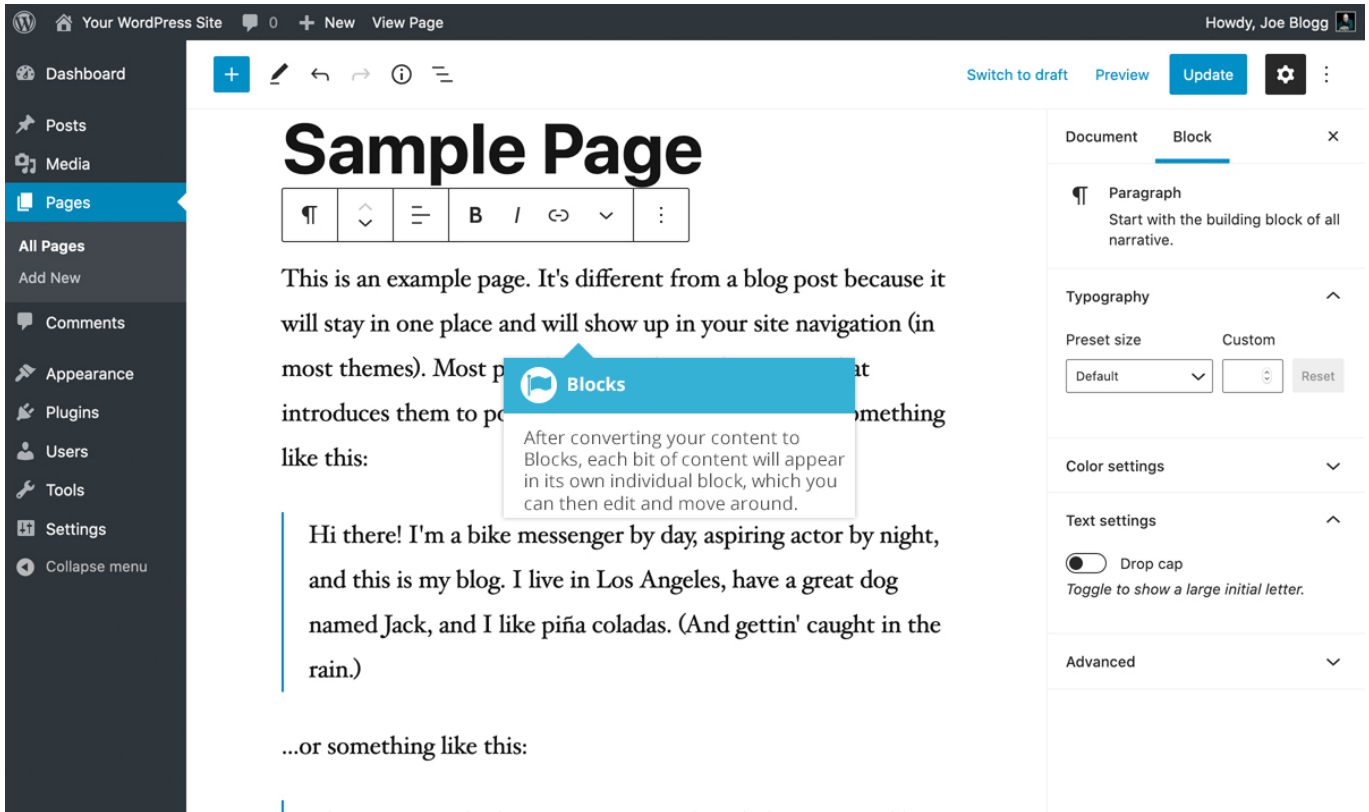 Your WordPress Site 0 New View Page Howdy, Joe Blogg
Dashboard
Posts
Media
Pages
All Pages
Add New
Comments
Appearance
Plugins
Users
Tools
Settings
Collapse menu
Switch to draft Preview Update
Sample Page
B I
This is an example page. It's different from a blog post because it
will stay in one place and will show up in your site navigation (in
most themes). Most
introduces them to
like this:
Blocks
After converting your content to
Blocks, each bit of content will appear
in its own individual block, which you
can then edit and move around.
Hi there! I'm a bike messenger by day, aspiring actor by night,
and this is my blog. I live in Los Angeles, have a great dog
named Jack, and I like piña coladas. (And gettin' caught in the
rain.)
...or something like this:
Document Block
Paragraph
Start with the building block of all
narrative.
Typography
Preset size Custom
Default Reset
Color settings
Text settings
Drop cap
Toggle to show a large initial letter.
Advanced